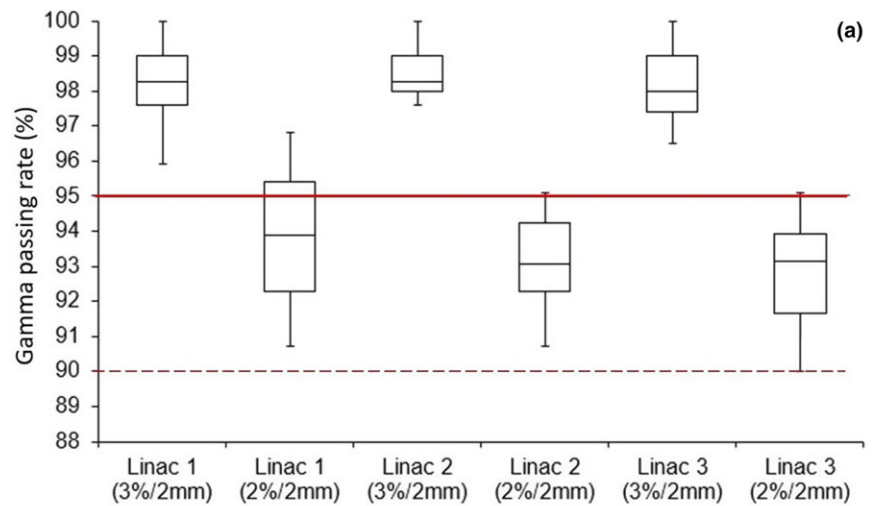 (a)
Gamma passing rate (%)
100
99
98
97
96
95
94
93
92
91
90
89
88
Linac 1
(3%/2mm)
Linac 1
(2%/2mm)
Linac 2
(3%/2mm)
Linac 2
(2%/2mm)
Linac 3
(3%/2mm)
Linac 3
(2%/2mm)